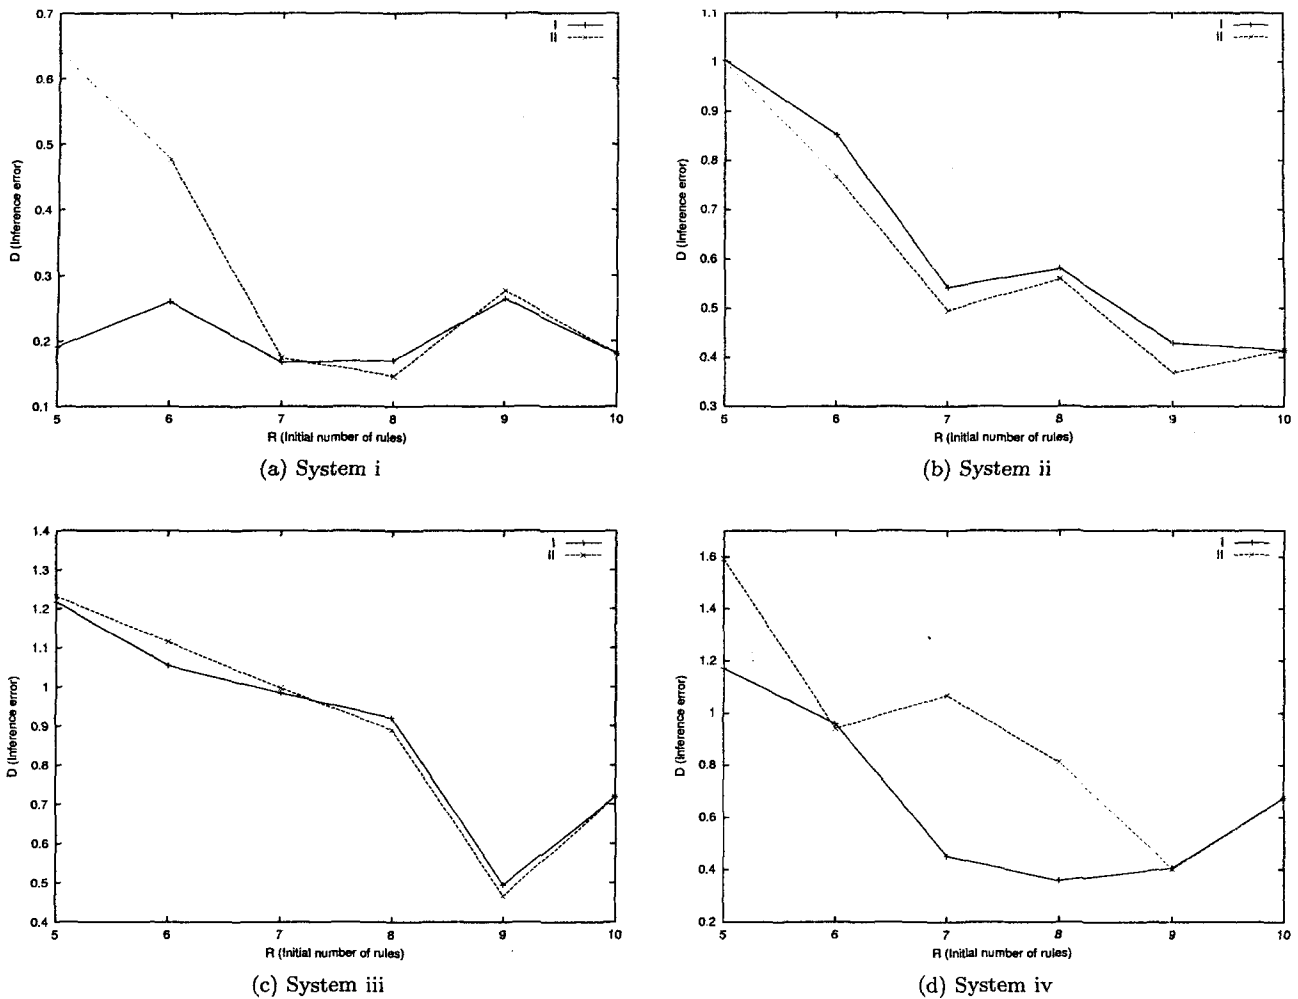 0.7
0.6
0.5
0.4
0.3
0.2
0.1
D (Inference error)
5 6 7 8 9 10
R (Initial number of rules)
i
ii
(a) System i
1.1
1
0.9
0.8
0.7
0.6
0.5
0.4
0.3
D (Inference error)
5 6 7 8 9 10
R (Initial number of rules)
i
ii
(b) System ii
1.4
1.3
1.2
1.1
1
0.9
0.8
0.7
0.6
0.5
0.4
D (Inference error)
5 6 7 8 9 10
R (Initial number of rules)
i
ii
(c) System iii
1.6
1.4
1.2
1
0.8
0.6
0.4
0.2
D (Inference error)
5 6 7 8 9 10
R (Initial number of rules)
i
ii
(d) System iv